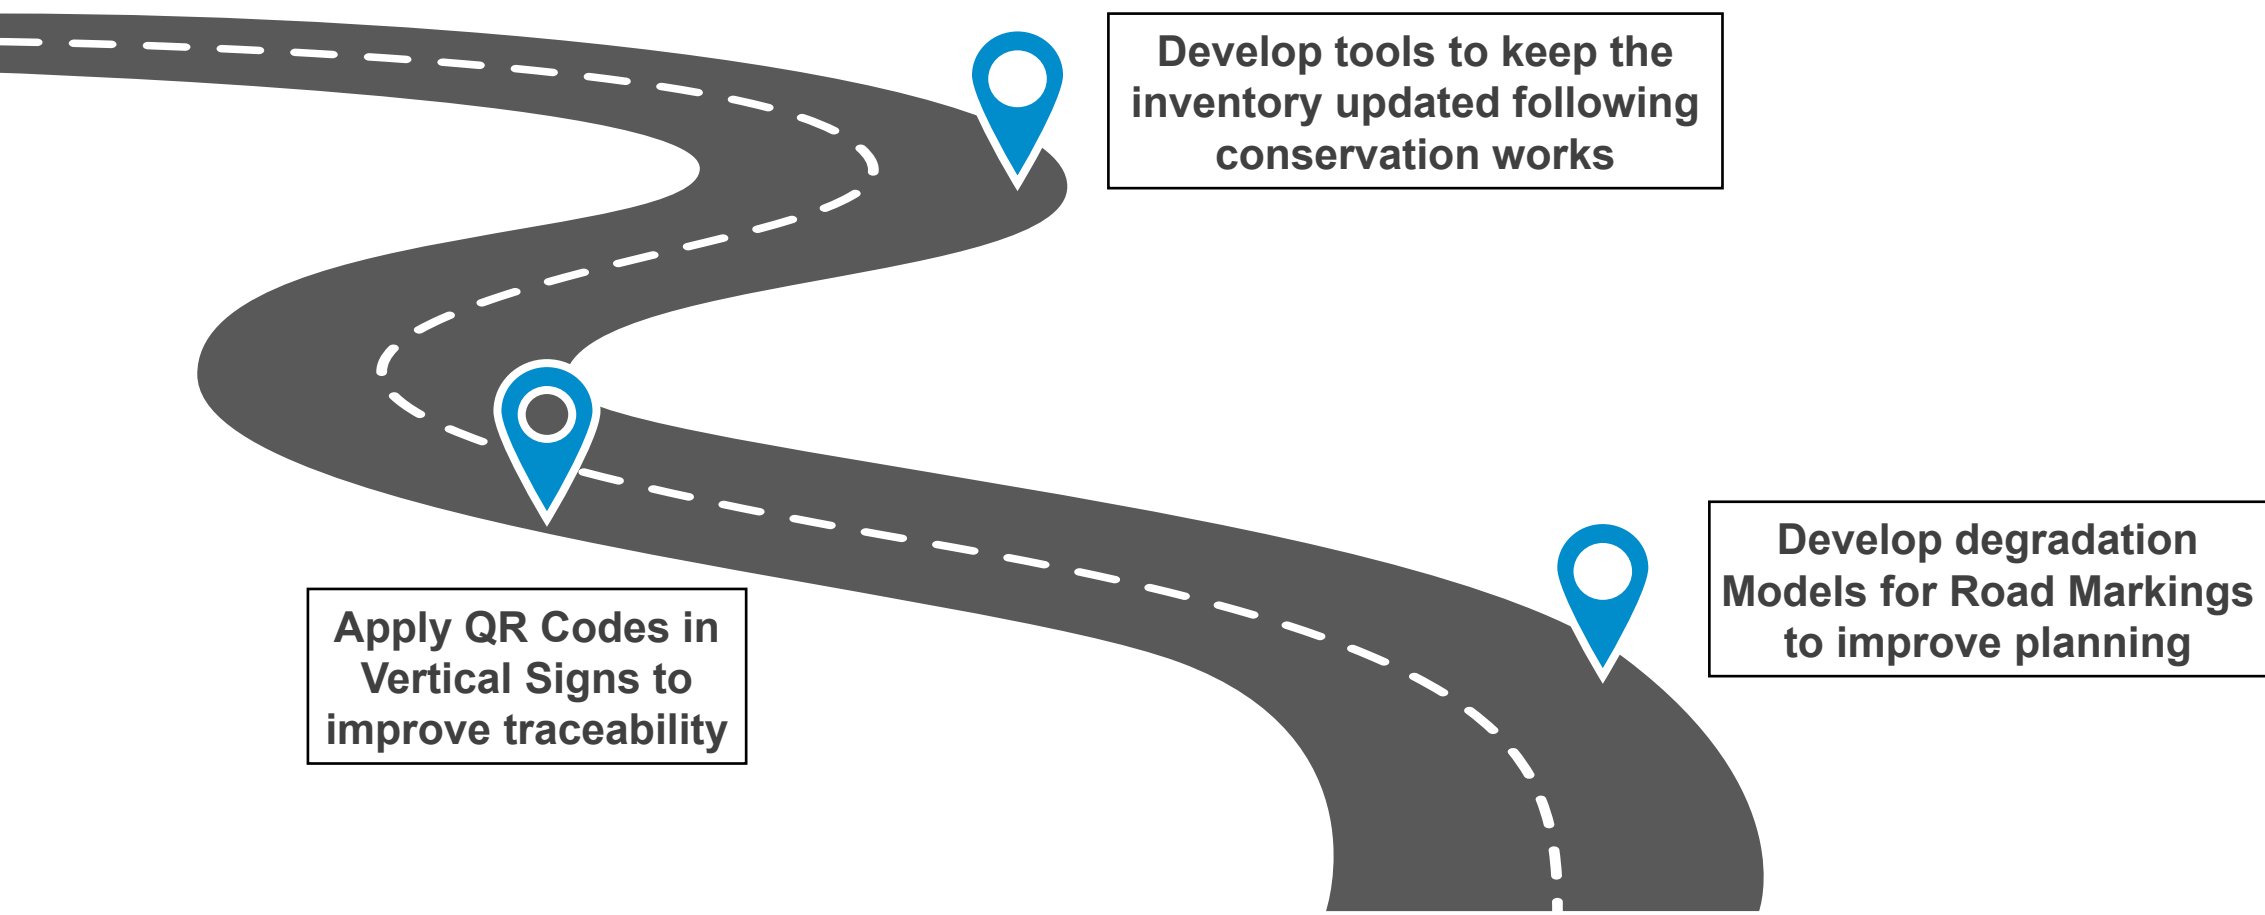 Develop tools to keep the
inventory updated following
conservation works
Develop degradation
Models for Road Markings
to improve planning
Apply QR Codes in
Vertical Signs to
improve traceability